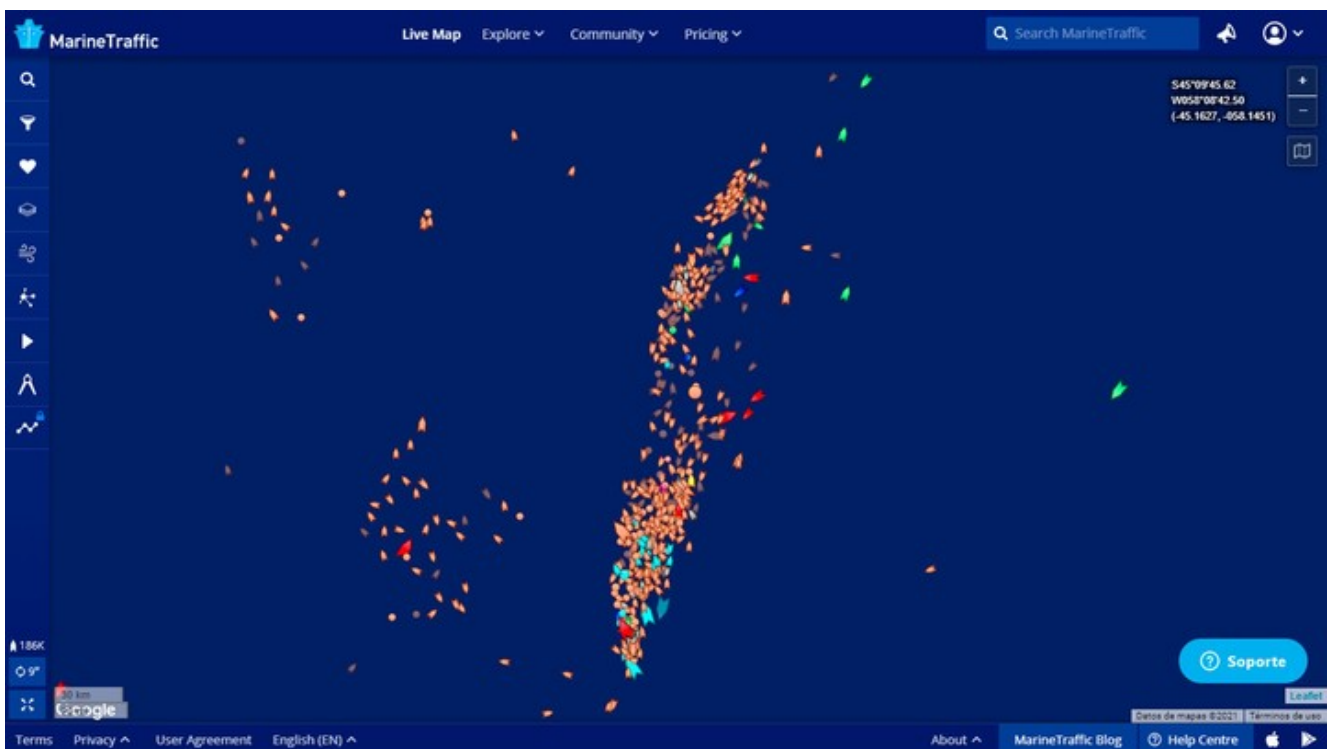 MarineTraffic
Live Map
Explore
Community
Pricing
Search MarineTraffic
S45°09'45.62
W058°08'42.50
(-45.1627, -058.1451)
+
−
186K
9°
30 km
Google
Soporte
Leaflet
Datos de mapas ©2021
Términos de uso
Terms
Privacy
User Agreement
English (EN)
About
MarineTraffic Blog
Help Centre